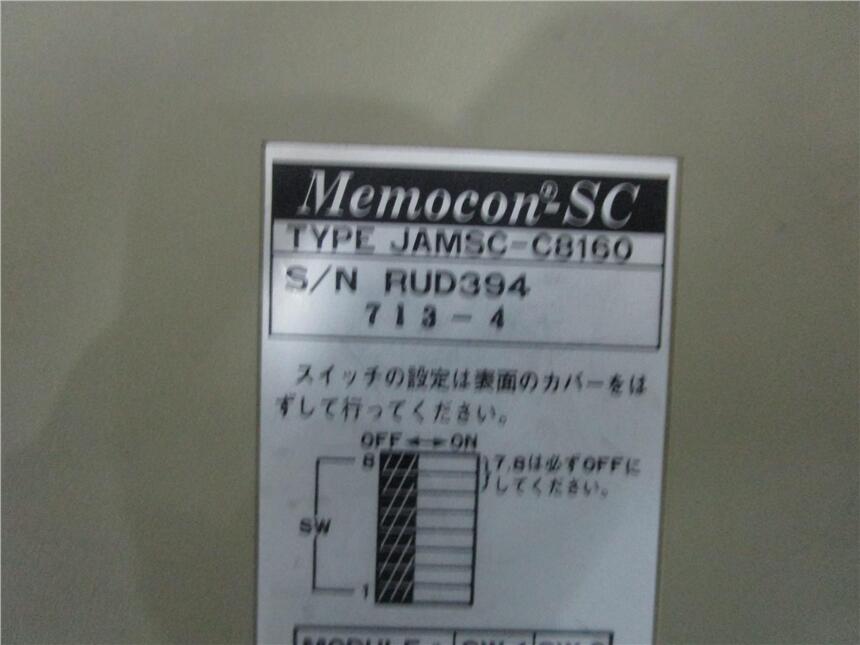 Memocon®-SC
TYPE JAMSC-C8160
S/N RUD394
713-4
スイッチの設定は表面のカバーをは
ずして行ってください。
OFF ↔ ON
8
7,8は必ずOFFに
してください。
SW
1
MODULE